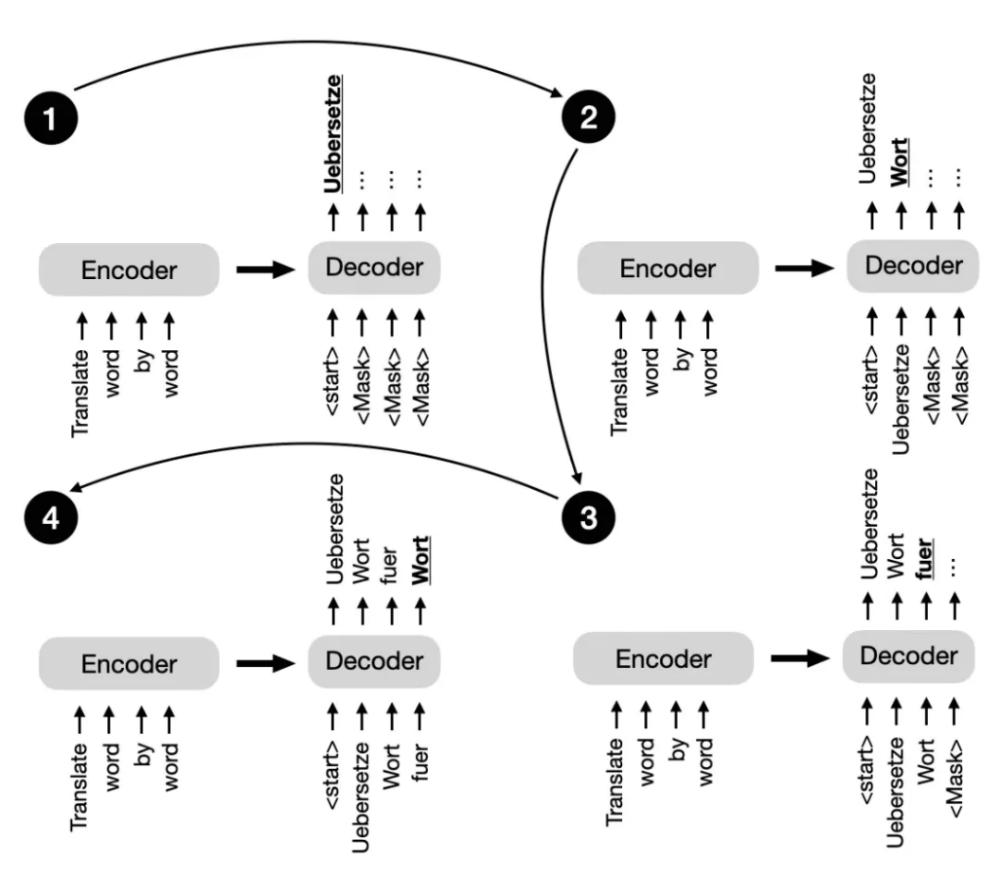 1
Uebersetze ... ... ...
Encoder
Decoder
Translate word by word
<start> <Mask> <Mask> <Mask>
2
Uebersetze Wort ... ...
Encoder
Decoder
Translate word by word
<start> Uebersetze <Mask> <Mask>
3
Uebersetze Wort fuer ...
Encoder
Decoder
Translate word by word
<start> Uebersetze Wort <Mask>
4
Uebersetze Wort fuer Wort
Encoder
Decoder
Translate word by word
<start> Uebersetze Wort fuer